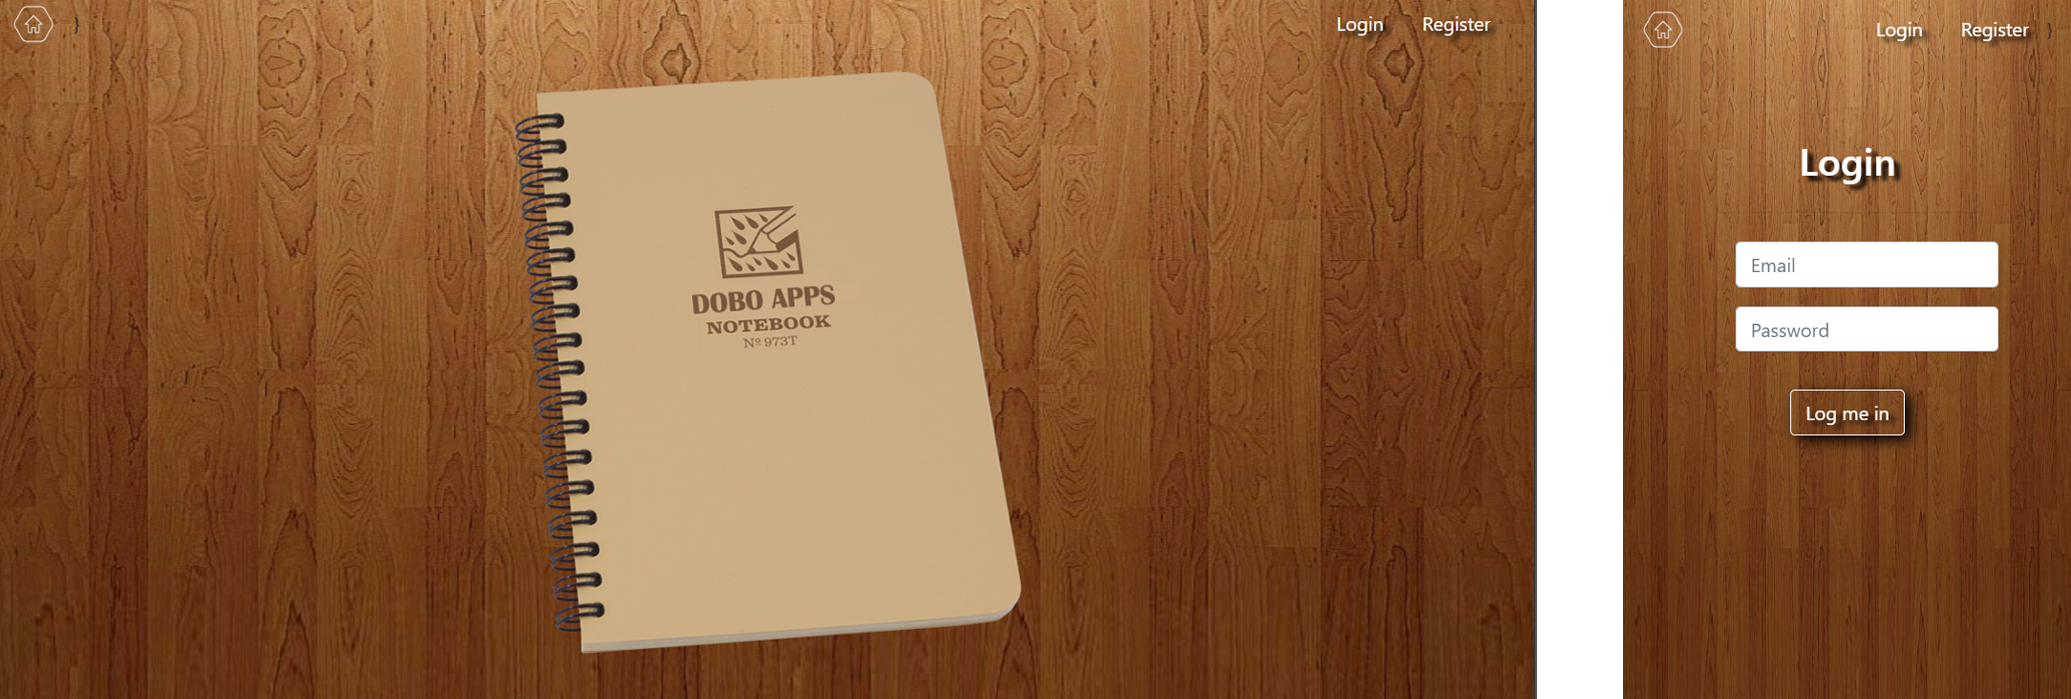 }
Login Register
DOBO APPS
NOTEBOOK
Nº 973T
Login Register }
Login
Email
Password
Log me in